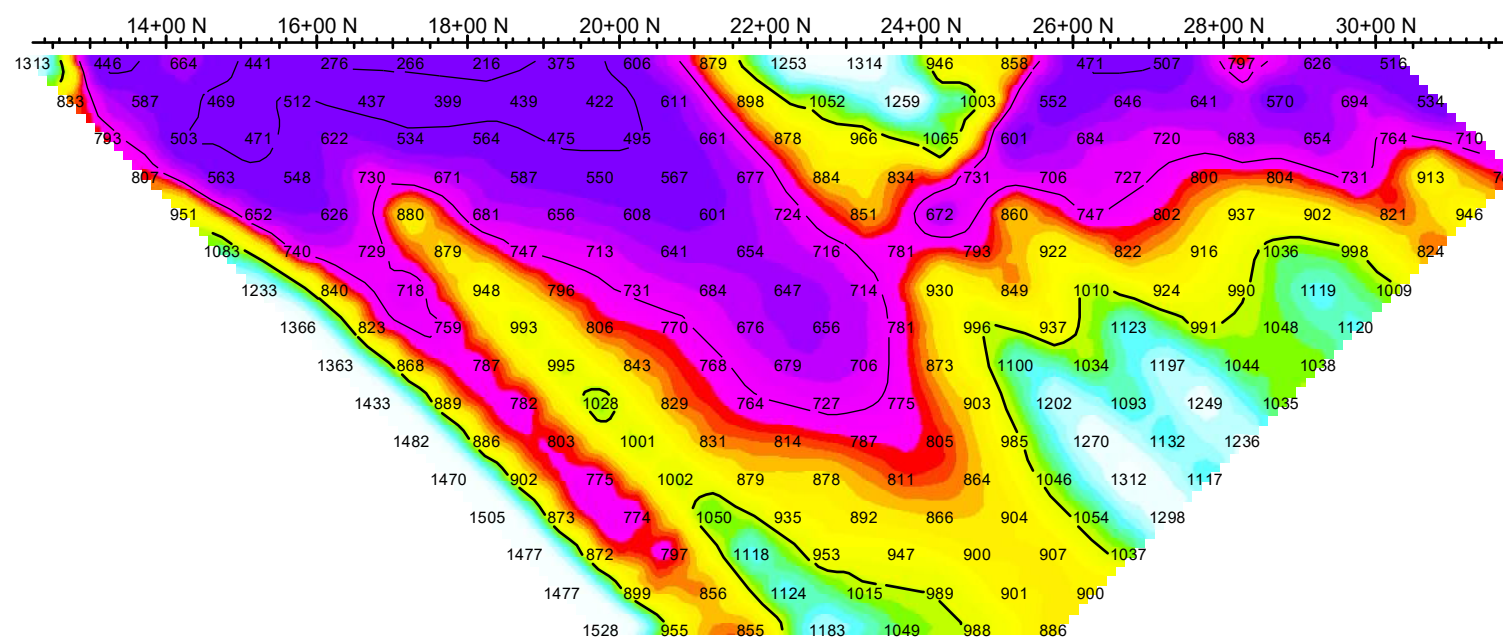 14+00 N 16+00 N 18+00 N 20+00 N 22+00 N 24+00 N 26+00 N 28+00 N 30+00 N
1313 446 664 441 276 266 216 375 606 879 1253 1314 946 858 471 507 797 626 516
833 587 469 512 437 399 439 422 611 898 1052 1259 1003 552 646 641 570 694 534
793 503 471 622 534 564 475 495 661 878 966 1065 601 684 720 683 654 764 710
807 563 548 730 671 587 550 567 677 884 834 731 706 727 800 804 731 913
951 652 626 880 681 656 608 601 724 851 672 860 747 802 937 902 821 946
1083 740 729 879 747 713 641 654 716 781 793 922 822 916 1036 998 824
1233 840 718 948 796 731 684 647 714 930 849 1010 924 990 1119 1009
1366 823 759 993 806 770 676 656 781 996 937 1123 991 1048 1120
1363 868 787 995 843 768 679 706 873 1100 1034 1197 1044 1038
1433 889 782 1028 829 764 727 775 903 1202 1093 1249 1035
1482 886 803 1001 831 814 787 805 985 1270 1132 1236
1470 902 775 1002 879 878 811 864 1046 1312 1117
1505 873 774 1050 935 892 866 904 1054 1298
1477 872 797 1118 953 947 900 907 1037
1477 899 856 1124 1015 989 901 900
1528 955 855 1183 1049 988 886